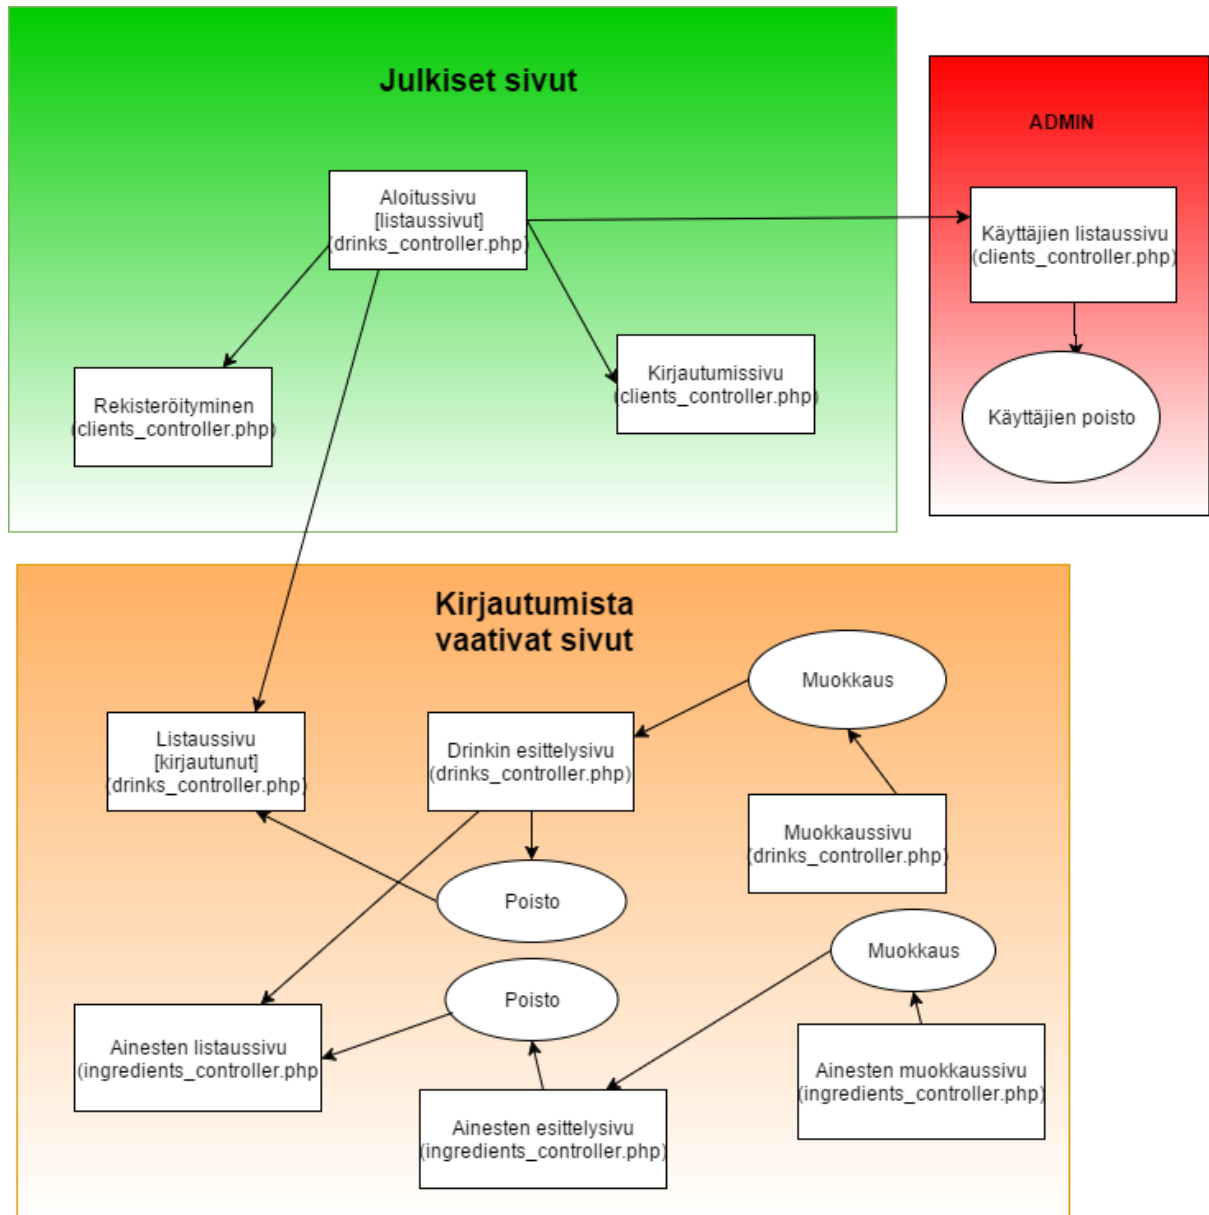 Julkiset sivut
Aloitussivu
[listaussivut]
(drinks_controller.php)
Rekisteröityminen
(clients_controller.php)
Kirjautumissivu
(clients_controller.php)
ADMIN
Käyttäjien listaussivu
(clients_controller.php)
Käyttäjien poisto
Kirjautumista
vaativat sivut
Listaussivu
[kirjautunut]
(drinks_controller.php)
Drinkin esittelysivu
(drinks_controller.php)
Muokkaus
Muokkaussivu
(drinks_controller.php)
Poisto
Muokkaus
Poisto
Ainesten listaussivu
(ingredients_controller.php
Ainesten esittelysivu
(ingredients_controller.php)
Ainesten muokkaussivu
(ingredients_controller.php)